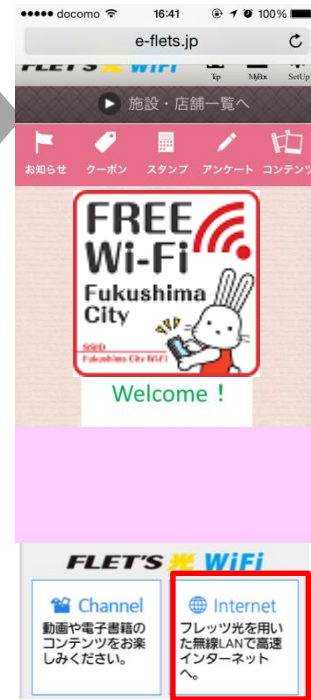 docomo 16:41 100%
e-flets.jp
FLET'S 光 WiFi Top MyBox SetUp
施設・店舗一覧へ
お知らせ クーポン スタンプ アンケート コンテンツ
FREE
Wi-Fi
Fukushima
City
SSID
Fukushima City Wi-Fi
Welcome！
FLET'S 光 WiFi
Channel
動画や電子書籍の
コンテンツをお楽
しみください。
Internet
フレッツ光を用い
た無線LANで高速
インターネット
へ。